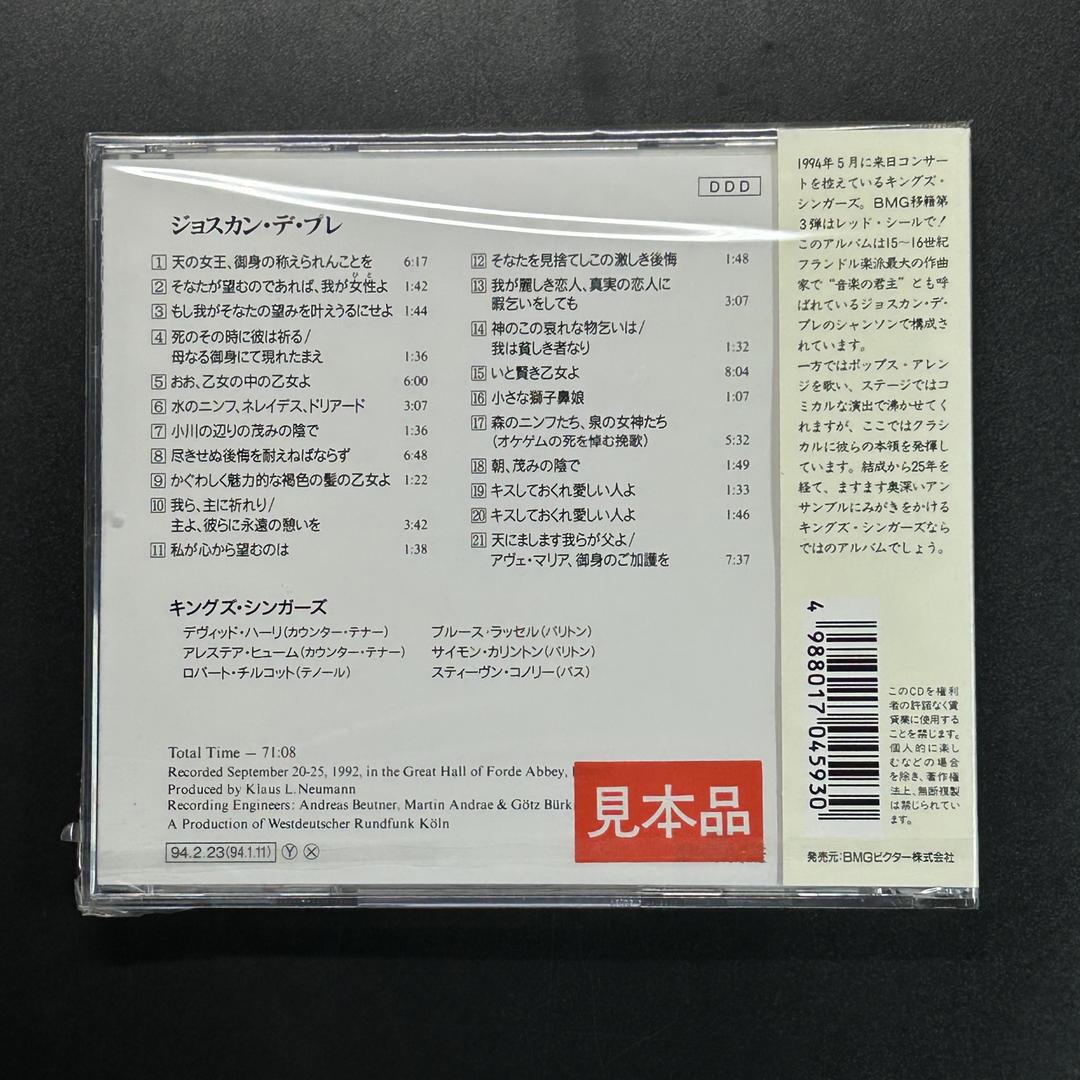 DDD
ジョスカン・デ・プレ
1 天の女王、御身の称えられんことを 6:17
2 そなたが望むのであれば、我が女性よ 1:42
ひと
3 もし我がそなたの望みを叶えうるにせよ 1:44
4 死のその時に彼は祈る/
母なる御身にて現れたまえ 1:36
5 おお、乙女の中の乙女よ 6:00
6 水のニンフ、ネレイデス、ドリアード 3:07
7 小川の辺りの茂みの陰で 1:36
8 尽きせぬ後悔を耐えねばならず 6:48
9 かぐわしく魅力的な褐色の髪の乙女よ 1:22
10 我ら、主に祈れり/
主よ、彼らに永遠の憩いを 3:42
11 私が心から望むのは 1:38
12 そなたを見捨てしこの激しき後悔 1:48
13 我が麗しき恋人、真実の恋人に
暇乞いをしても 3:07
14 神のこの哀れな物乞いは/
我は貧しき者なり 1:32
15 いと賢き乙女よ 8:04
16 小さな獅子鼻娘 1:07
17 森のニンフたち、泉の女神たち
(オケゲムの死を悼む挽歌) 5:32
18 朝、茂みの陰で 1:49
19 キスしておくれ愛しい人よ 1:33
20 キスしておくれ愛しい人よ 1:46
21 天にまします我らが父よ/
アヴェ・マリア、御身のご加護を 7:37
キングズ・シンガーズ
デヴィッド・ハーリ(カウンター・テナー)
アレステア・ヒューム(カウンター・テナー)
ロバート・チルコット(テノール)
ブルース・ラッセル(バリトン)
サイモン・カリントン(バリトン)
スティーヴン・コノリー(バス)
Total Time — 71:08
Recorded September 20-25, 1992, in the Great Hall of Forde Abbey,
Produced by Klaus L. Neumann
Recording Engineers: Andreas Beutner, Martin Andrae & Götz Bürk
A Production of Westdeutscher Rundfunk Köln
94.2.23(94.1.11) Y X
見本品
1994年5月に来日コンサー
トを控えているキングズ・
シンガーズ。BMG移籍第
3弾はレッド・シールで!
このアルバムは15〜16世紀
フランドル楽派最大の作曲
家で“音楽の君主”とも呼
ばれているジョスカン・デ・
プレのシャンソンで構成さ
れています。
一方ではポップス・アレン
ジを歌い、ステージではコ
ミカルな演出で沸かせてく
れますが、ここではクラシ
カルに彼らの本領を発揮し
ています。結成から25年を
経て、ますます奥深いアン
サンブルにみがきをかける
キングズ・シンガーズなら
ではのアルバムでしょう。
4 988017 045930
このCDを権利
者の許諾なく賃
貸業に使用する
ことを禁じます。
個人的に楽し
むなどの場合
を除き、著作権
法上、無断複製
は禁じられてい
ます。
発売元:BMGビクター株式会社